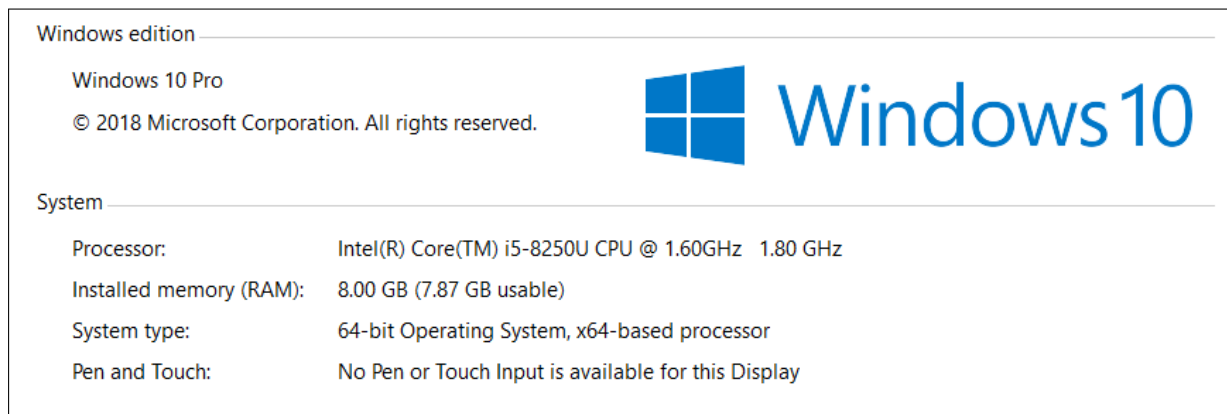 Windows edition
Windows 10 Pro
© 2018 Microsoft Corporation. All rights reserved.
Windows 10
System
Processor: Intel(R) Core(TM) i5-8250U CPU @ 1.60GHz 1.80 GHz
Installed memory (RAM): 8.00 GB (7.87 GB usable)
System type: 64-bit Operating System, x64-based processor
Pen and Touch: No Pen or Touch Input is available for this Display